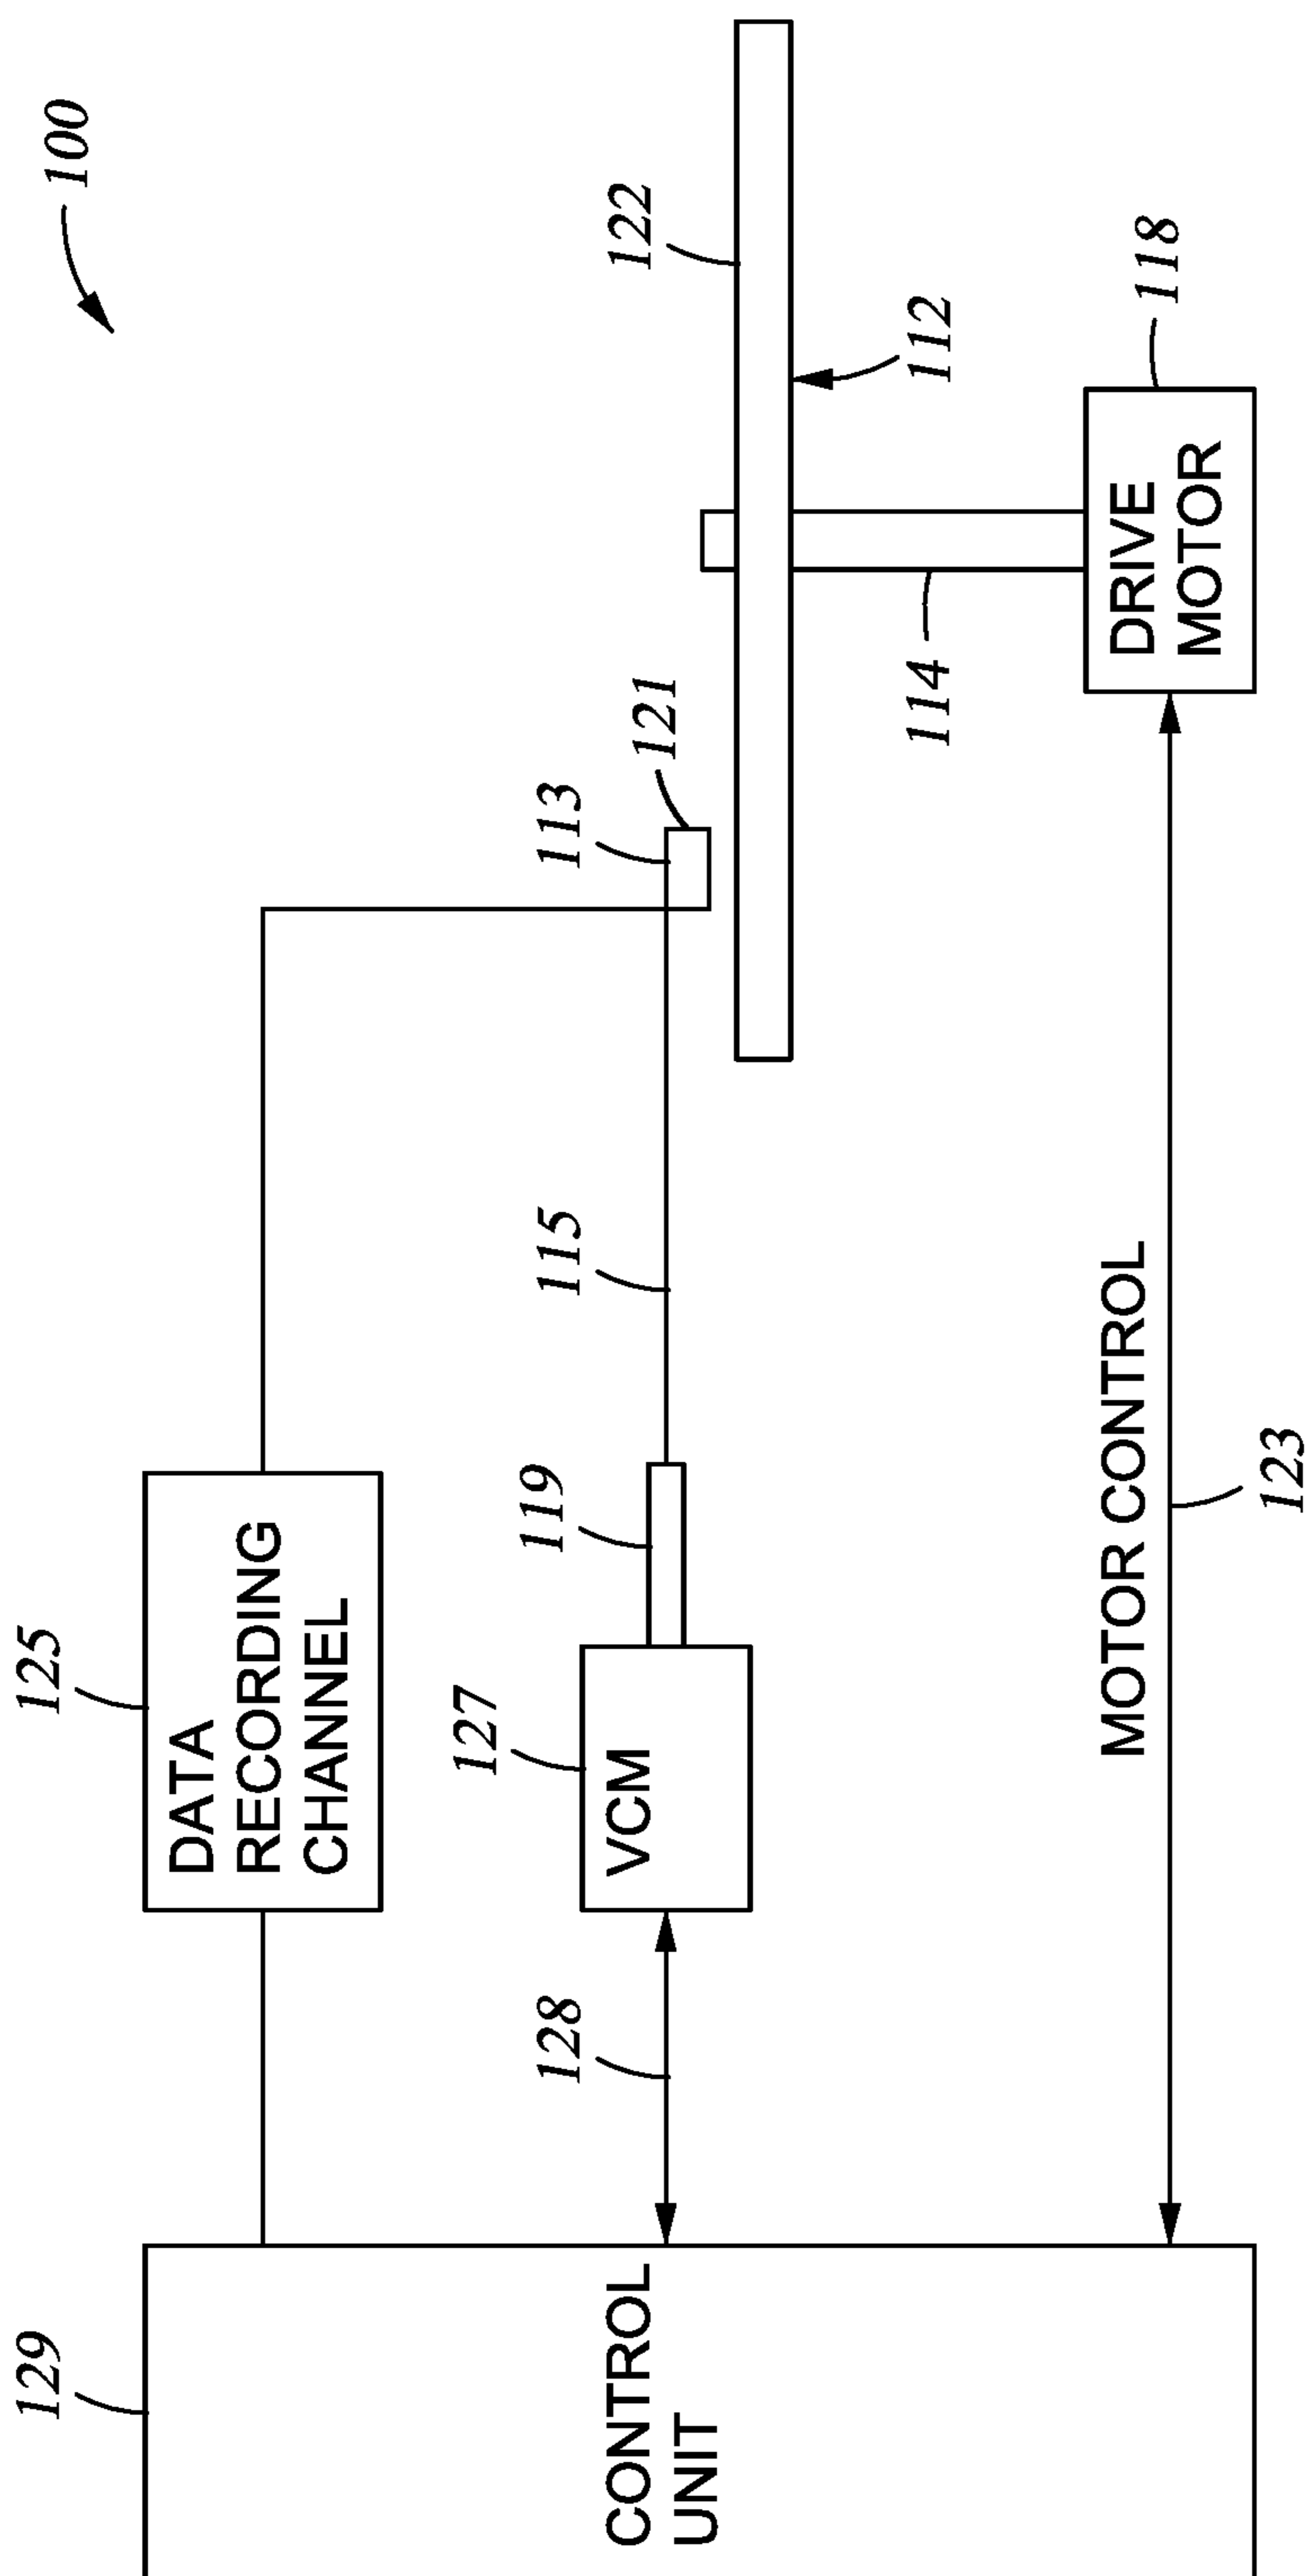 100
129
125
DATA
RECORDING
CHANNEL
113
121
122
128
127
VCM
119
115
CONTROL
UNIT
112
114
118
DRIVE
MOTOR
MOTOR CONTROL
123